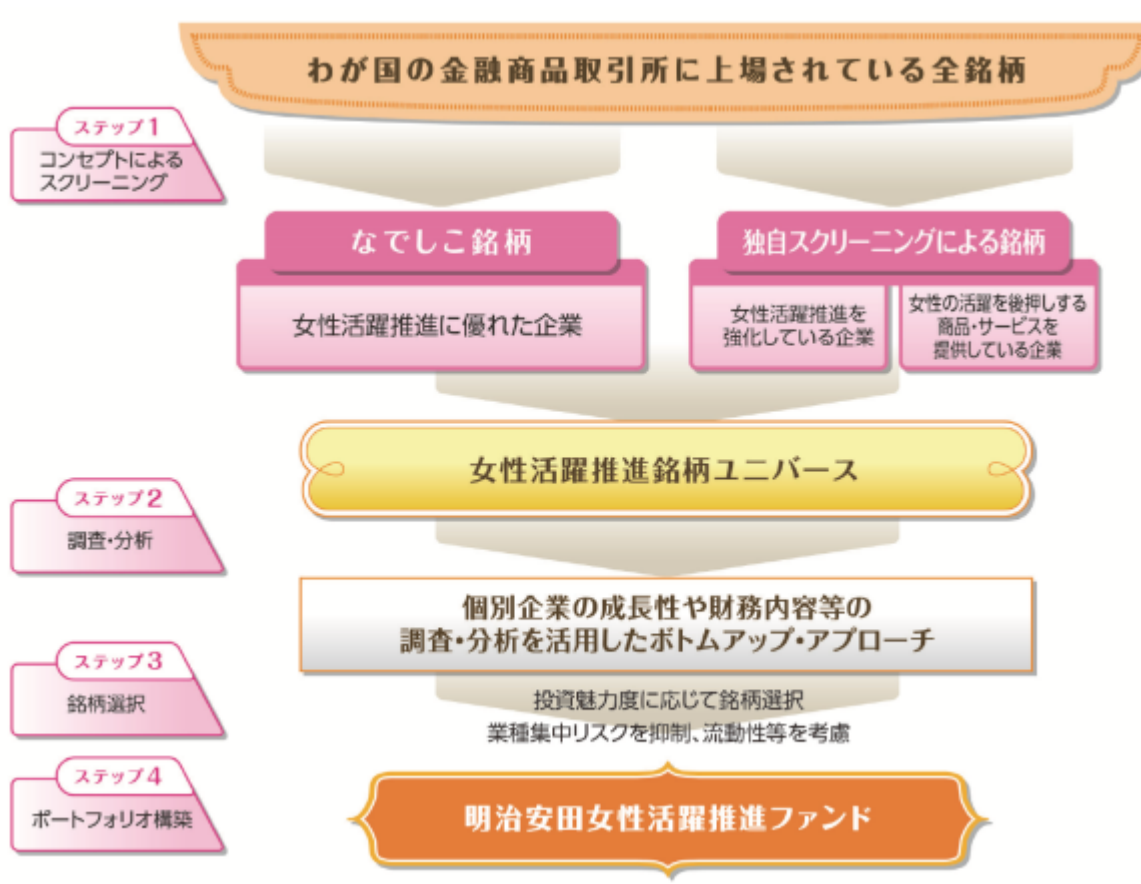 わが国の金融商品取引所に上場されている全銘柄
ステップ1
コンセプトによる
スクリーニング
なでしこ銘柄
女性活躍推進に優れた企業
独自スクリーニングによる銘柄
女性活躍推進を
強化している企業
女性の活躍を後押しする
商品・サービスを
提供している企業
女性活躍推進銘柄ユニバース
ステップ2
調査・分析
個別企業の成長性や財務内容等の
調査・分析を活用したボトムアップ・アプローチ
ステップ3
銘柄選択
投資魅力度に応じて銘柄選択
業種集中リスクを抑制、流動性等を考慮
ステップ4
ポートフォリオ構築
明治安田女性活躍推進ファンド